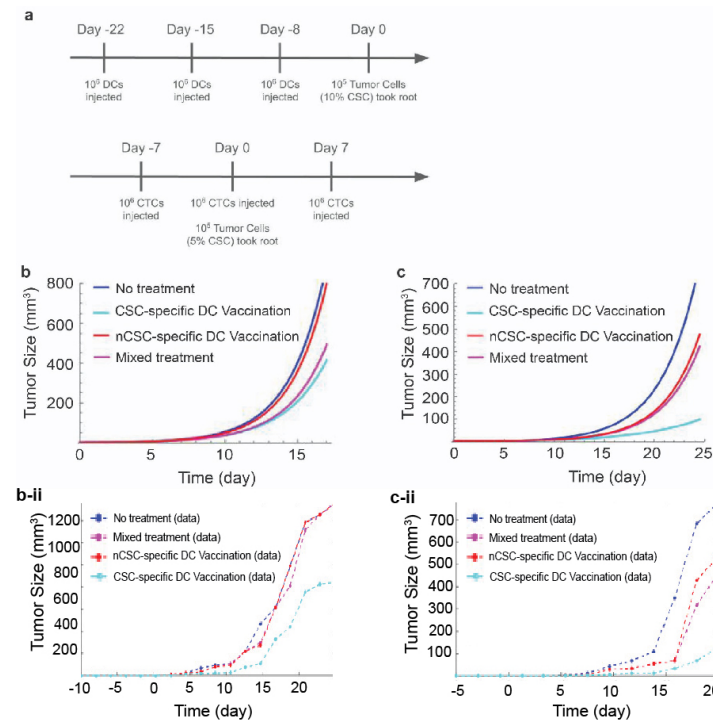 a
Day -22 Day -15 Day -8 Day 0
10⁶ DCs 10⁶ DCs 10⁶ DCs 10⁵ Tumor Cells
injected injected injected (10% CSC) took root
Day -7 Day 0 Day 7
10⁶ CTCs 10⁶ CTCs injected 10⁶ CTCs
injected injected
10⁵ Tumor Cells
(5% CSC) took root
b
Tumor Size (mm³)
800
600
400
200
No treatment
CSC-specific DC Vaccination
nCSC-specific DC Vaccination
Mixed treatment
0 5 10 15
Time (day)
c
Tumor Size (mm³)
700
600
500
400
300
200
100
No treatment
CSC-specific DC Vaccination
nCSC-specific DC Vaccination
Mixed treatment
0 5 10 15 20 25
Time (day)
b-ii
Tumor Size (mm³)
1200
1000
800
600
400
200
No treatment (data)
Mixed treatment (data)
nCSC-specific DC Vaccination (data)
CSC-specific DC Vaccination (data)
-10 -5 0 5 10 15 20
Time (day)
c-ii
Tumor Size (mm³)
700
600
500
400
300
200
100
No treatment (data)
Mixed treatment (data)
nCSC-specific DC Vaccination (data)
CSC-specific DC Vaccination (data)
-5 0 5 10 15 20
Time (day)